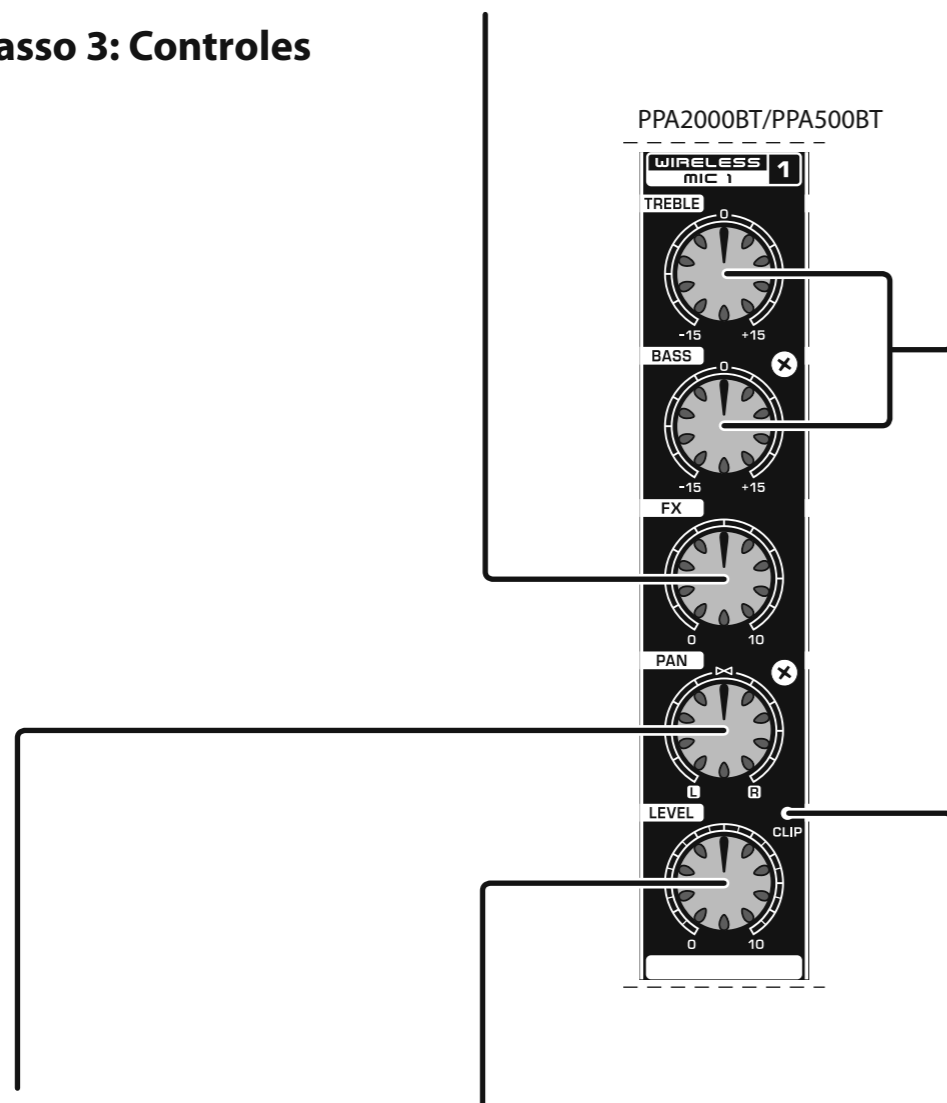 asso 3: Controles
PPA2000BT/PPA500BT
WIRELESS
MIC 1
1
TREBLE
0
-15 +15
BASS
0
-15 +15
FX
0 10
PAN
L R
LEVEL
CLIP
0 10